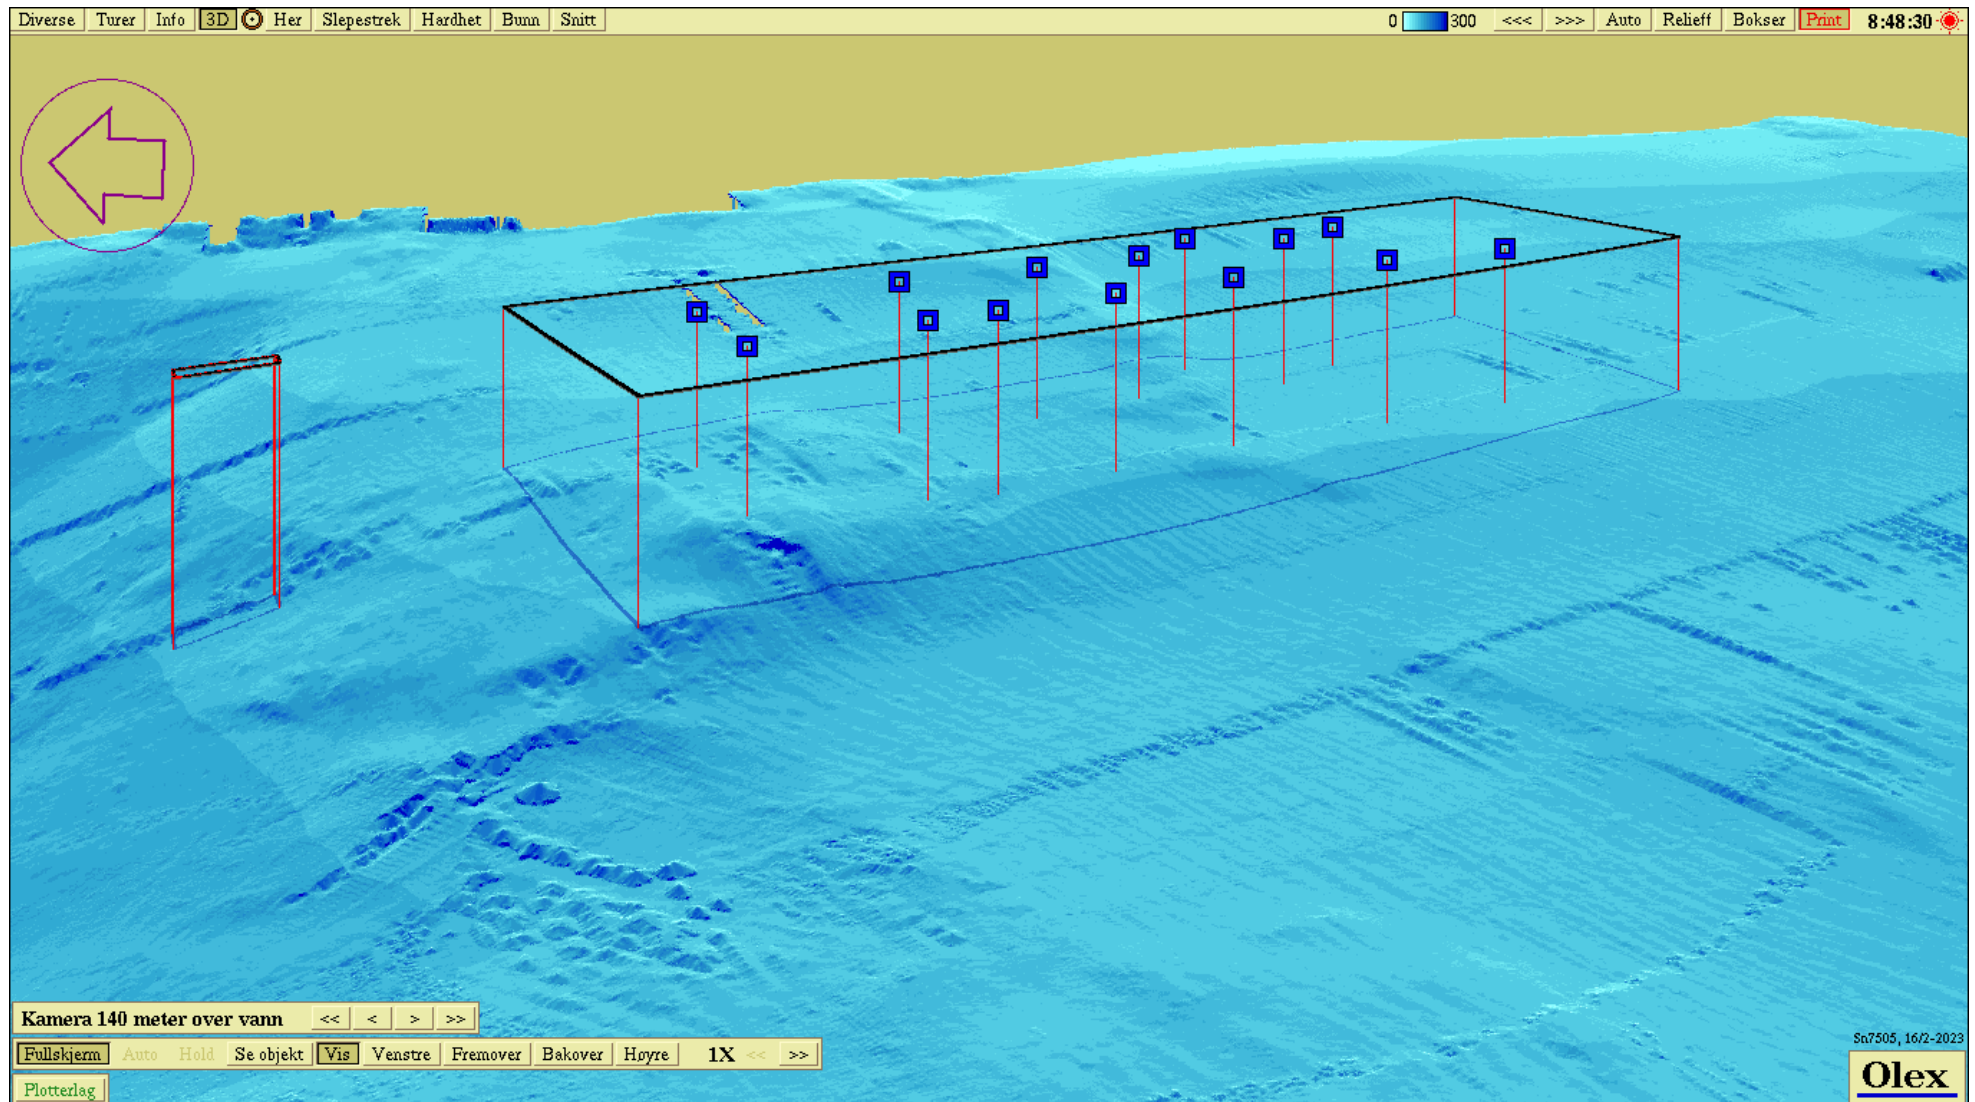 Diverse Turer Info 3D Her Slepestrek Hardhet Bunn Snitt 0 300 <<< >>> Auto Relieff Bokser Print 8:48:30
Kamera 140 meter over vann << < > >>
Fullskjerm Auto Hold Se objekt Vis Venstre Fremover Bakover Høyre 1X << >>
Plotterlag
Sn7505, 16/2-2023
Olex